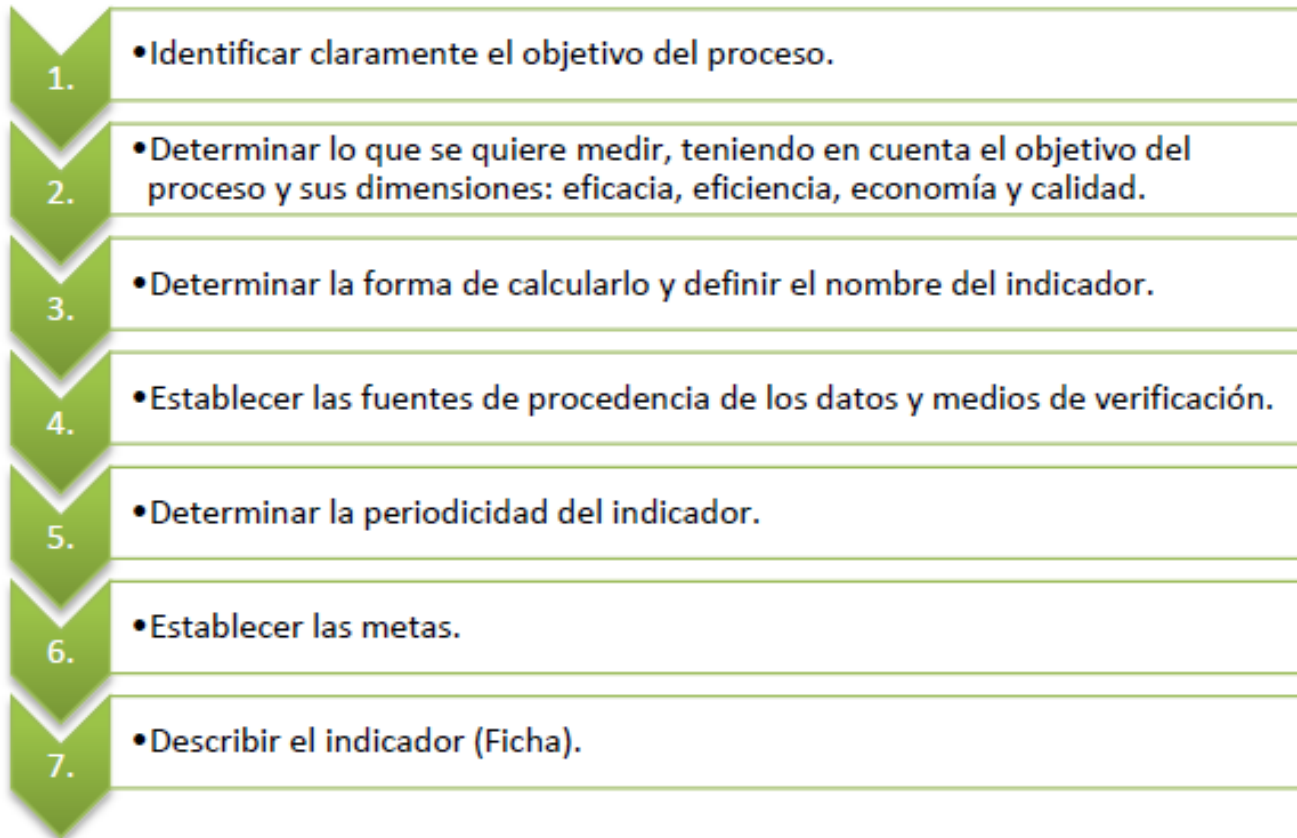 1.
•Identificar claramente el objetivo del proceso.
2.
•Determinar lo que se quiere medir, teniendo en cuenta el objetivo del
proceso y sus dimensiones: eficacia, eficiencia, economía y calidad.
3.
•Determinar la forma de calcularlo y definir el nombre del indicador.
4.
•Establecer las fuentes de procedencia de los datos y medios de verificación.
5.
•Determinar la periodicidad del indicador.
6.
•Establecer las metas.
7.
•Describir el indicador (Ficha).